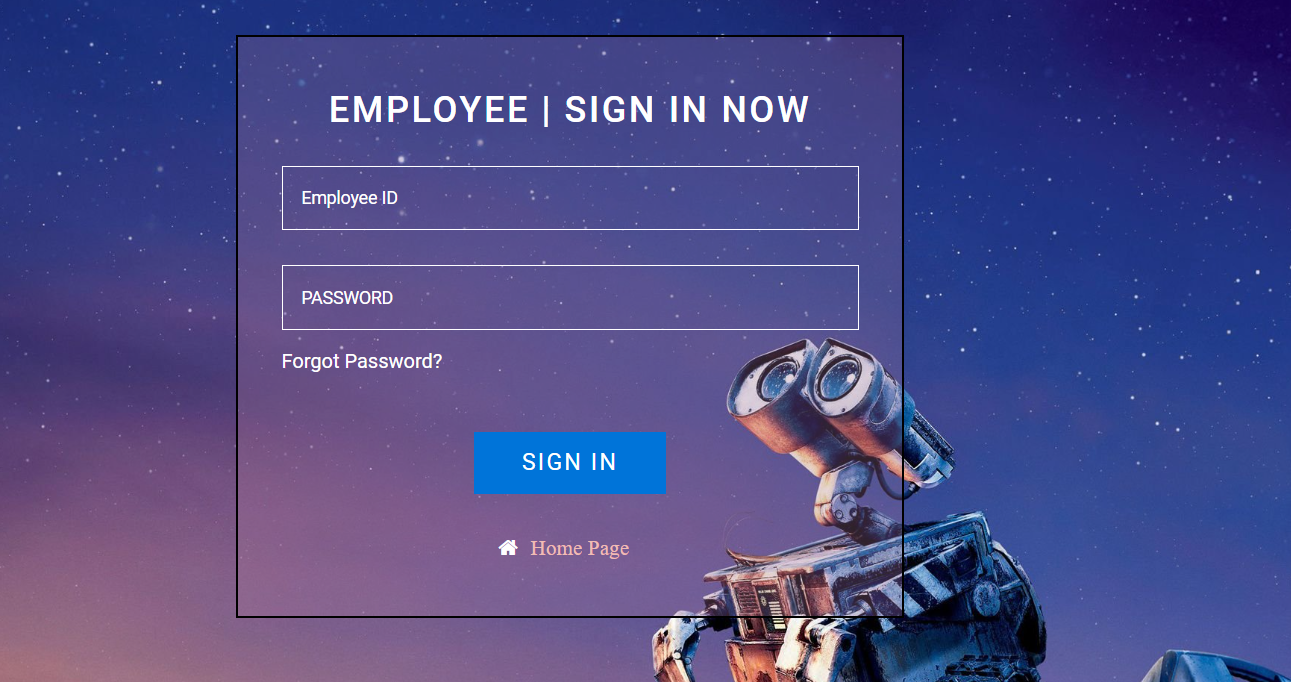 EMPLOYEE | SIGN IN NOW
Employee ID
PASSWORD
Forgot Password?
SIGN IN
Home Page